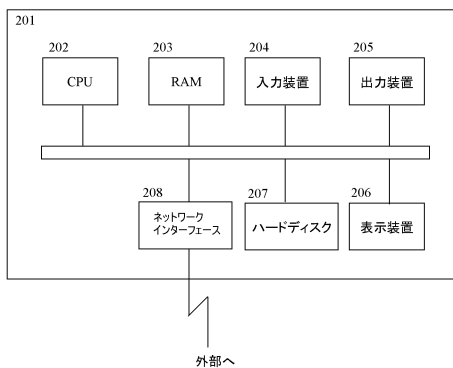 201
202
203
204
205
CPU
RAM
入力装置
出力装置
208
207
206
ネットワーク
インターフェース
ハードディスク
表示装置
外部へ